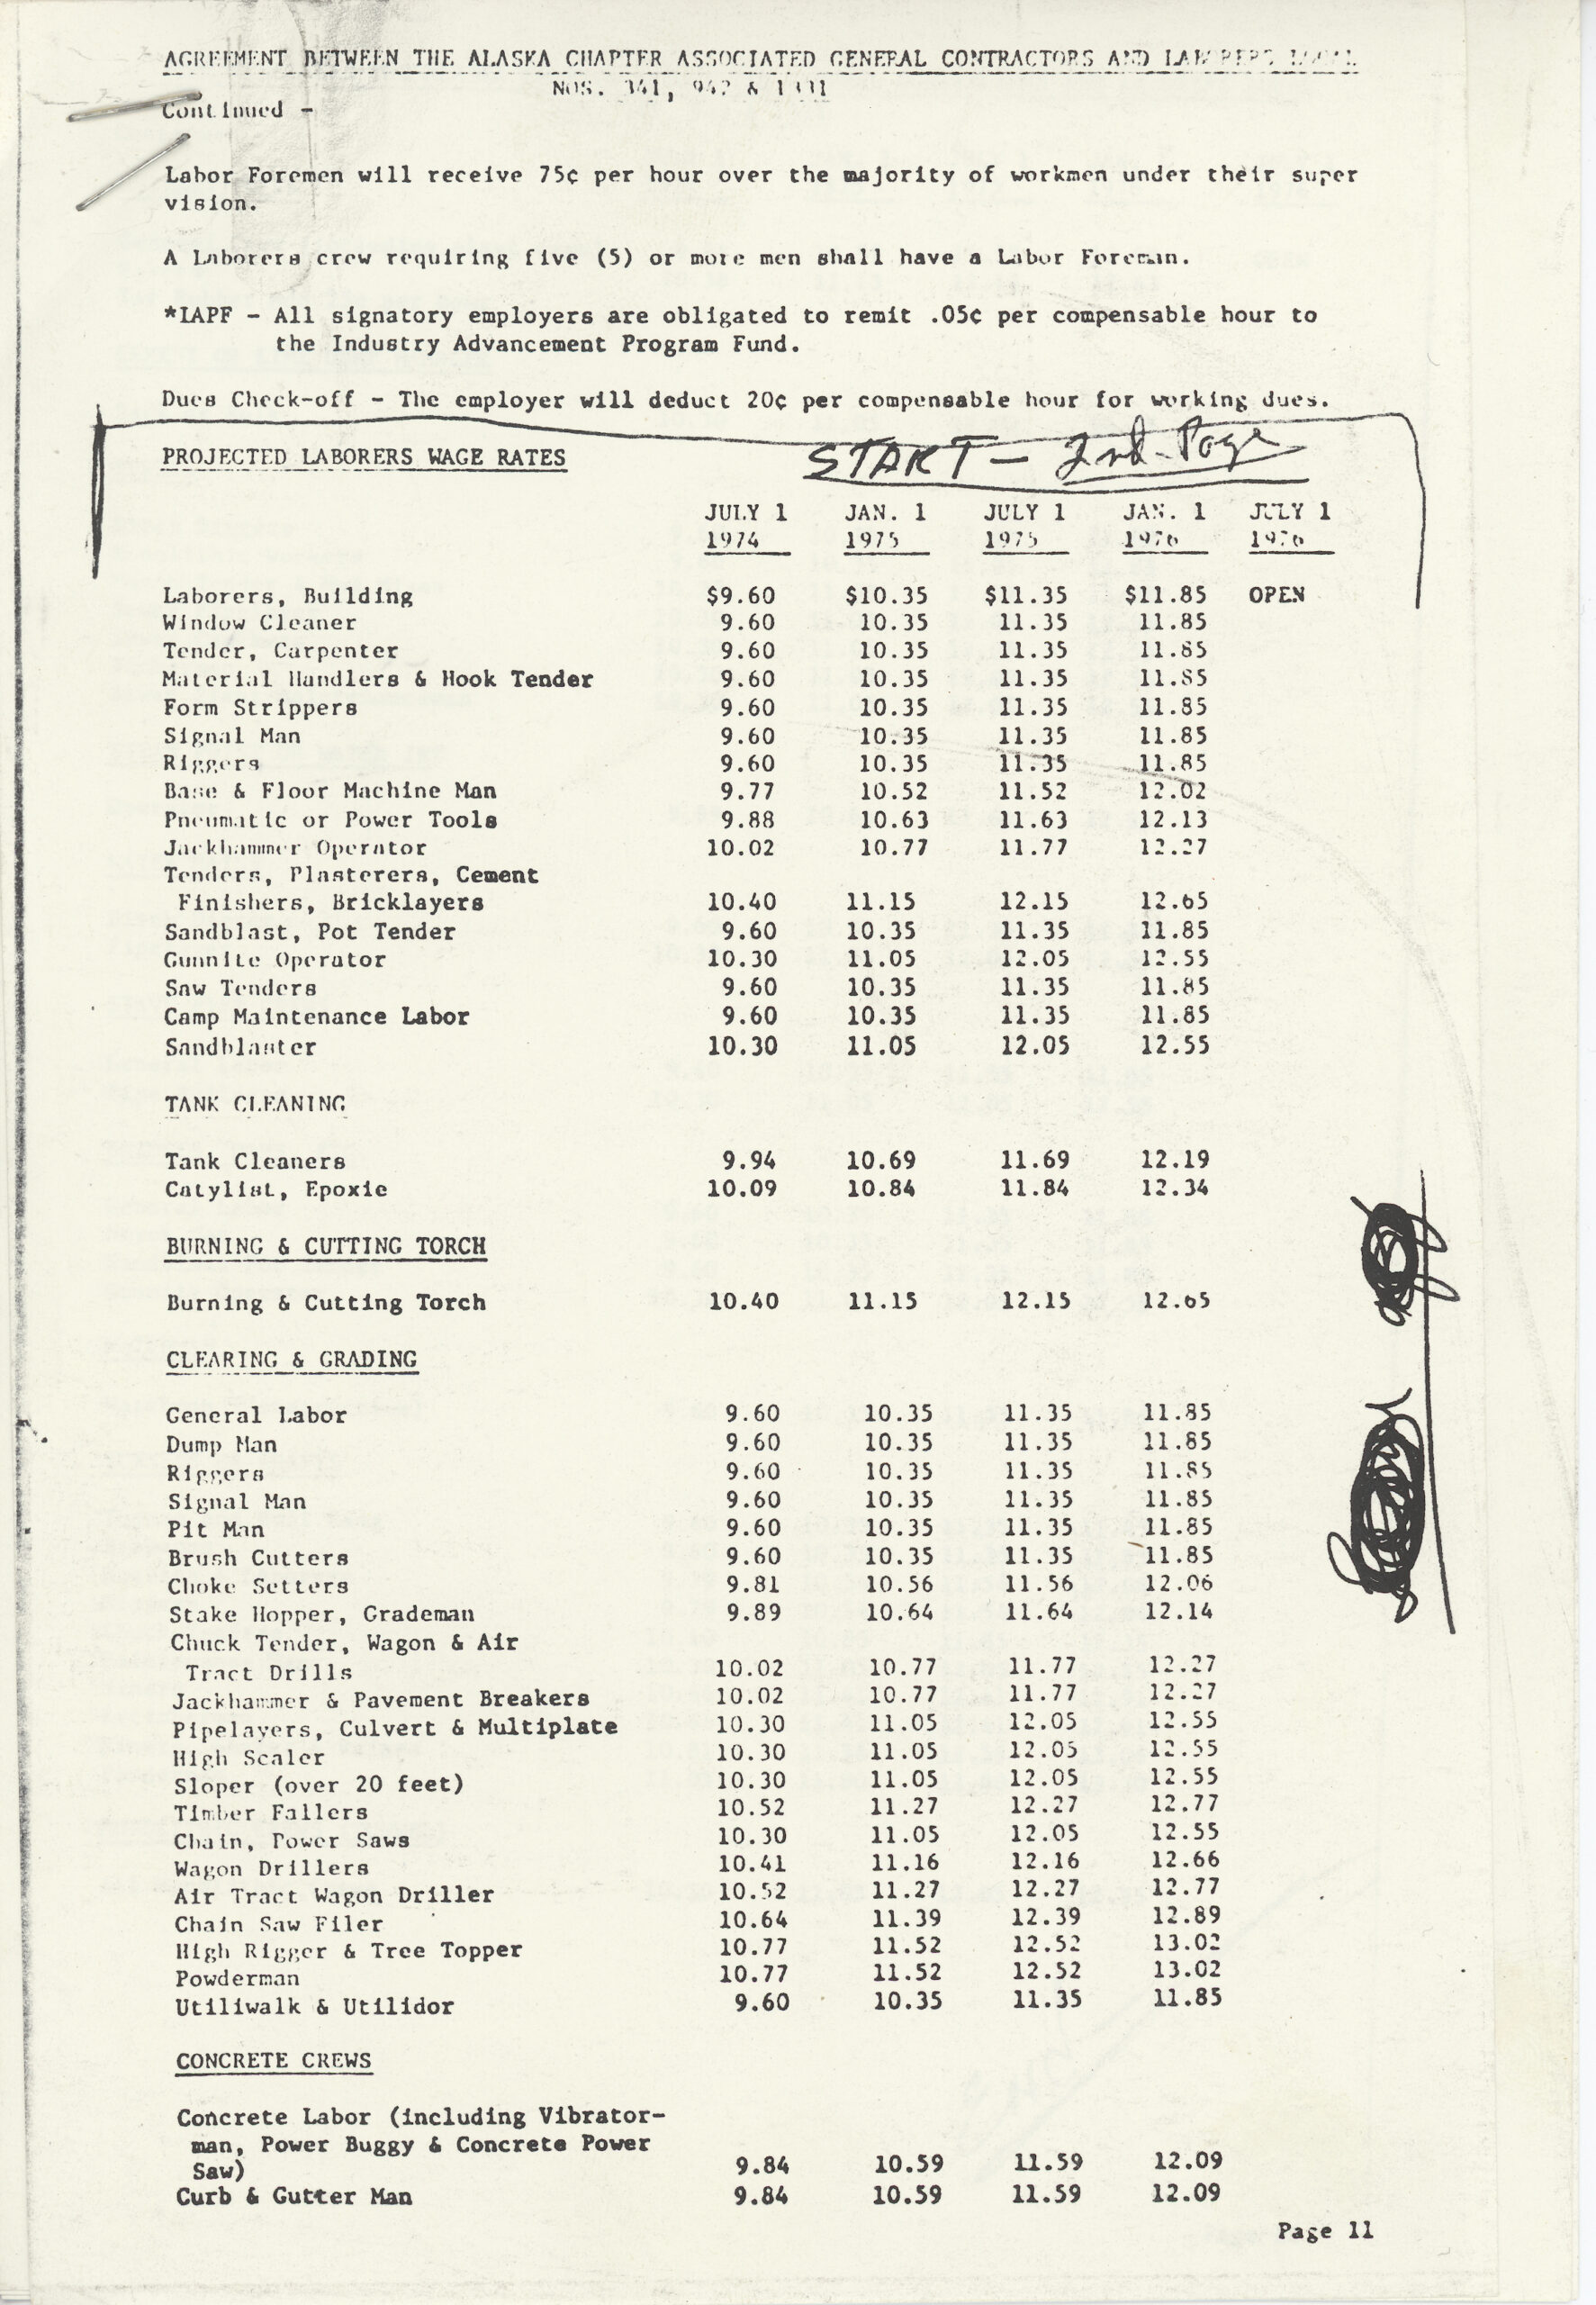 AGREEMENT BETWEEN THE ALASKA CHAPTER ASSOCIATED GENERAL CONTRACTORS AND LABORERS LOCAL
NOS. 341, 942 & 1331
Continued -
Labor Foremen will receive 75¢ per hour over the majority of workmen under their super
vision.
A Laborers crew requiring five (5) or more men shall have a Labor Foreman.
*IAPF - All signatory employers are obligated to remit .05¢ per compensable hour to
the Industry Advancement Program Fund.
Dues Check-off - The employer will deduct 20¢ per compensable hour for working dues.
START - 2nd Page
PROJECTED LABORERS WAGE RATES
JULY 1 JAN. 1 JULY 1 JAN. 1 JULY 1
1974 1975 1975 1976 1976
Laborers, Building $9.60 $10.35 $11.35 $11.85 OPEN
Window Cleaner 9.60 10.35 11.35 11.85
Tender, Carpenter 9.60 10.35 11.35 11.85
Material Handlers & Hook Tender 9.60 10.35 11.35 11.85
Form Strippers 9.60 10.35 11.35 11.85
Signal Man 9.60 10.35 11.35 11.85
Riggers 9.60 10.35 11.35 11.85
Base & Floor Machine Man 9.77 10.52 11.52 12.02
Pneumatic or Power Tools 9.88 10.63 11.63 12.13
Jackhammer Operator 10.02 10.77 11.77 12.27
Tenders, Plasterers, Cement
Finishers, Bricklayers 10.40 11.15 12.15 12.65
Sandblast, Pot Tender 9.60 10.35 11.35 11.85
Gunnite Operator 10.30 11.05 12.05 12.55
Saw Tenders 9.60 10.35 11.35 11.85
Camp Maintenance Labor 9.60 10.35 11.35 11.85
Sandblaster 10.30 11.05 12.05 12.55
TANK CLEANING
Tank Cleaners 9.94 10.69 11.69 12.19
Catylist, Epoxie 10.09 10.84 11.84 12.34
BURNING & CUTTING TORCH
Burning & Cutting Torch 10.40 11.15 12.15 12.65
CLEARING & GRADING
General Labor 9.60 10.35 11.35 11.85
Dump Man 9.60 10.35 11.35 11.85
Riggers 9.60 10.35 11.35 11.85
Signal Man 9.60 10.35 11.35 11.85
Pit Man 9.60 10.35 11.35 11.85
Brush Cutters 9.60 10.35 11.35 11.85
Choke Setters 9.81 10.56 11.56 12.06
Stake Hopper, Grademan 9.89 10.64 11.64 12.14
Chuck Tender, Wagon & Air
Tract Drills 10.02 10.77 11.77 12.27
Jackhammer & Pavement Breakers 10.02 10.77 11.77 12.27
Pipelayers, Culvert & Multiplate 10.30 11.05 12.05 12.55
High Scaler 10.30 11.05 12.05 12.55
Sloper (over 20 feet) 10.30 11.05 12.05 12.55
Timber Fallers 10.52 11.27 12.27 12.77
Chain, Power Saws 10.30 11.05 12.05 12.55
Wagon Drillers 10.41 11.16 12.16 12.66
Air Tract Wagon Driller 10.52 11.27 12.27 12.77
Chain Saw Filer 10.64 11.39 12.39 12.89
High Rigger & Tree Topper 10.77 11.52 12.52 13.02
Powderman 10.77 11.52 12.52 13.02
Utiliwalk & Utilidor 9.60 10.35 11.35 11.85
CONCRETE CREWS
Concrete Labor (including Vibrator-
man, Power Buggy & Concrete Power
Saw) 9.84 10.59 11.59 12.09
Curb & Gutter Man 9.84 10.59 11.59 12.09
Page 11